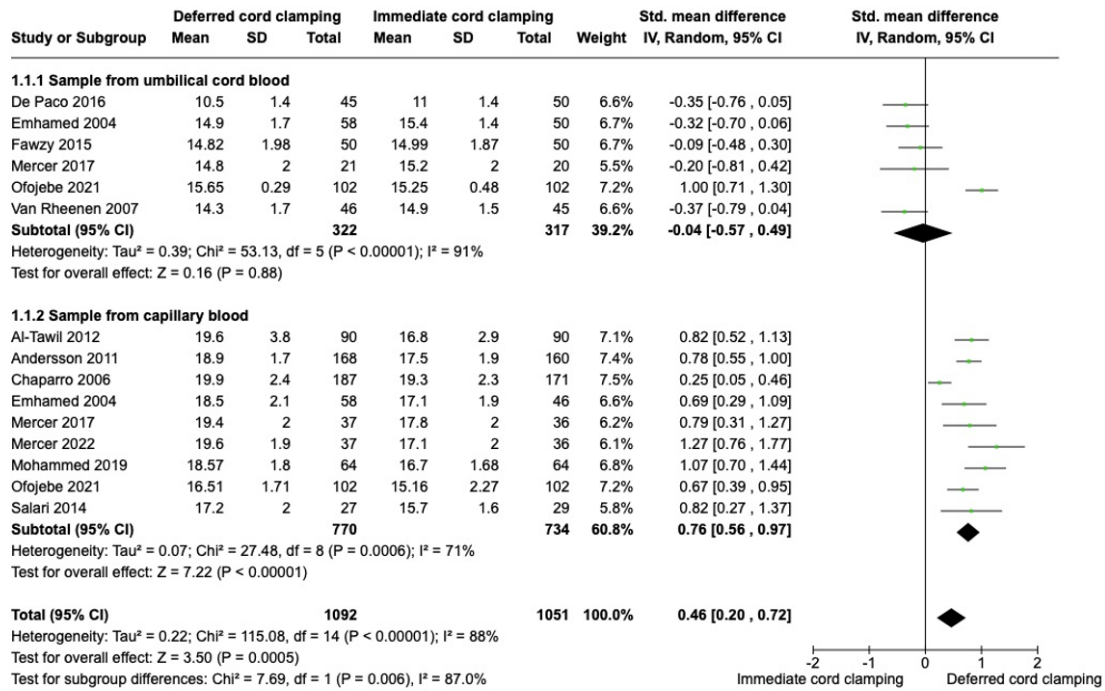 Deferred cord clamping Immediate cord clamping Std. mean difference Std. mean difference
Study or Subgroup Mean SD Total Mean SD Total Weight IV, Random, 95% CI IV, Random, 95% CI
1.1.1 Sample from umbilical cord blood
De Paco 2016 10.5 1.4 45 11 1.4 50 6.6% -0.35 [-0.76 , 0.05]
Emhamed 2004 14.9 1.7 58 15.4 1.4 50 6.7% -0.32 [-0.70 , 0.06]
Fawzy 2015 14.82 1.98 50 14.99 1.87 50 6.7% -0.09 [-0.48 , 0.30]
Mercer 2017 14.8 2 21 15.2 2 20 5.5% -0.20 [-0.81 , 0.42]
Ofojebe 2021 15.65 0.29 102 15.25 0.48 102 7.2% 1.00 [0.71 , 1.30]
Van Rheenen 2007 14.3 1.7 46 14.9 1.5 45 6.6% -0.37 [-0.79 , 0.04]
Subtotal (95% CI) 322 317 39.2% -0.04 [-0.57 , 0.49]
Heterogeneity: Tau² = 0.39; Chi² = 53.13, df = 5 (P < 0.00001); I² = 91%
Test for overall effect: Z = 0.16 (P = 0.88)
1.1.2 Sample from capillary blood
Al-Tawil 2012 19.6 3.8 90 16.8 2.9 90 7.1% 0.82 [0.52 , 1.13]
Andersson 2011 18.9 1.7 168 17.5 1.9 160 7.4% 0.78 [0.55 , 1.00]
Chaparro 2006 19.9 2.4 187 19.3 2.3 171 7.5% 0.25 [0.05 , 0.46]
Emhamed 2004 18.5 2.1 58 17.1 1.9 46 6.6% 0.69 [0.29 , 1.09]
Mercer 2017 19.4 2 37 17.8 2 36 6.2% 0.79 [0.31 , 1.27]
Mercer 2022 19.6 1.9 37 17.1 2 36 6.1% 1.27 [0.76 , 1.77]
Mohammed 2019 18.57 1.8 64 16.7 1.68 64 6.8% 1.07 [0.70 , 1.44]
Ofojebe 2021 16.51 1.71 102 15.16 2.27 102 7.2% 0.67 [0.39 , 0.95]
Salari 2014 17.2 2 27 15.7 1.6 29 5.8% 0.82 [0.27 , 1.37]
Subtotal (95% CI) 770 734 60.8% 0.76 [0.56 , 0.97]
Heterogeneity: Tau² = 0.07; Chi² = 27.48, df = 8 (P = 0.0006); I² = 71%
Test for overall effect: Z = 7.22 (P < 0.00001)
Total (95% CI) 1092 1051 100.0% 0.46 [0.20 , 0.72]
Heterogeneity: Tau² = 0.22; Chi² = 115.08, df = 14 (P < 0.00001); I² = 88%
Test for overall effect: Z = 3.50 (P = 0.0005)
-2 -1 0 1 2
Test for subgroup differences: Chi² = 7.69, df = 1 (P = 0.006), I² = 87.0%
Immediate cord clamping Deferred cord clamping